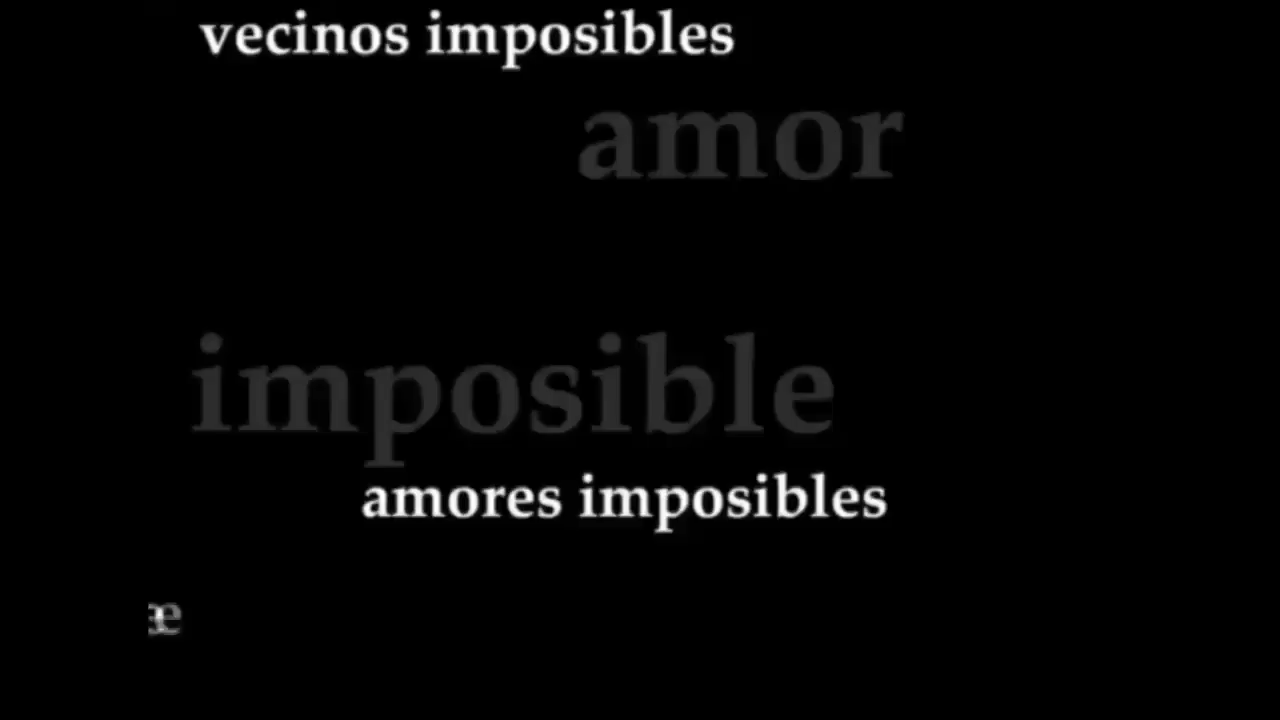 vecinos imposibles
amor
imposible
amores imposibles